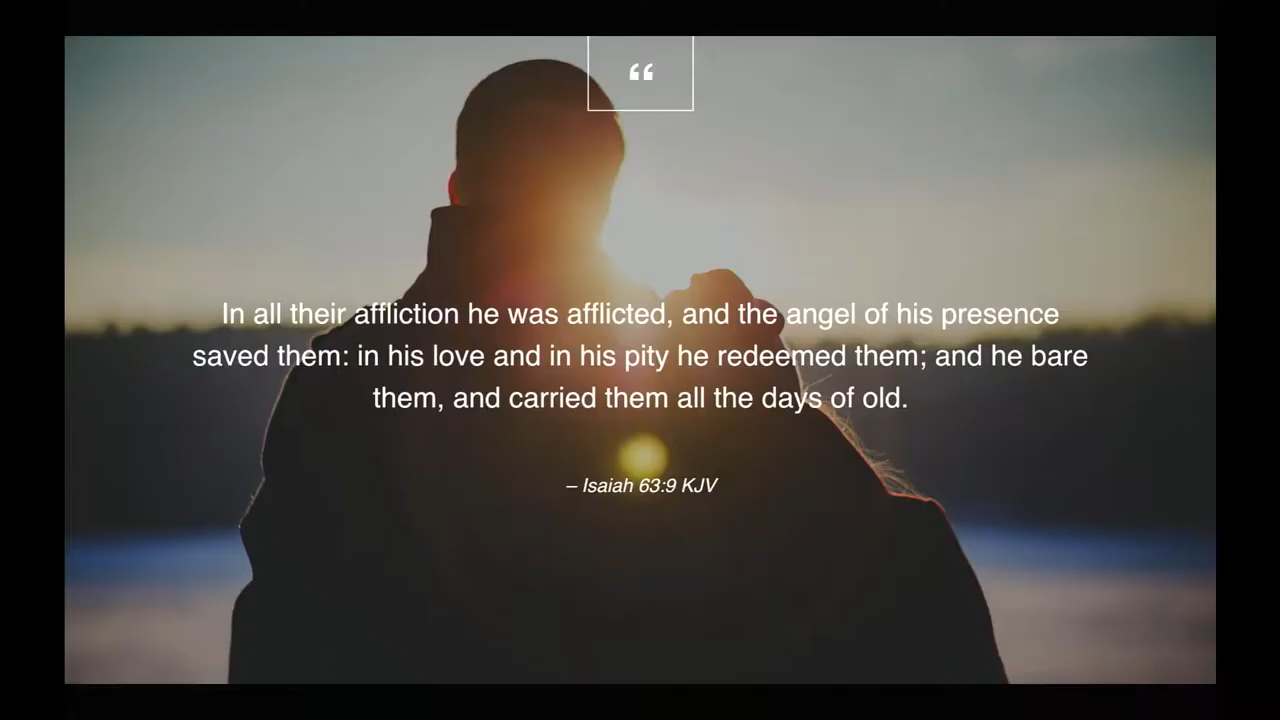 “
In all their affliction he was afflicted, and the angel of his presence
saved them: in his love and in his pity he redeemed them; and he bare
them, and carried them all the days of old.
– Isaiah 63:9 KJV